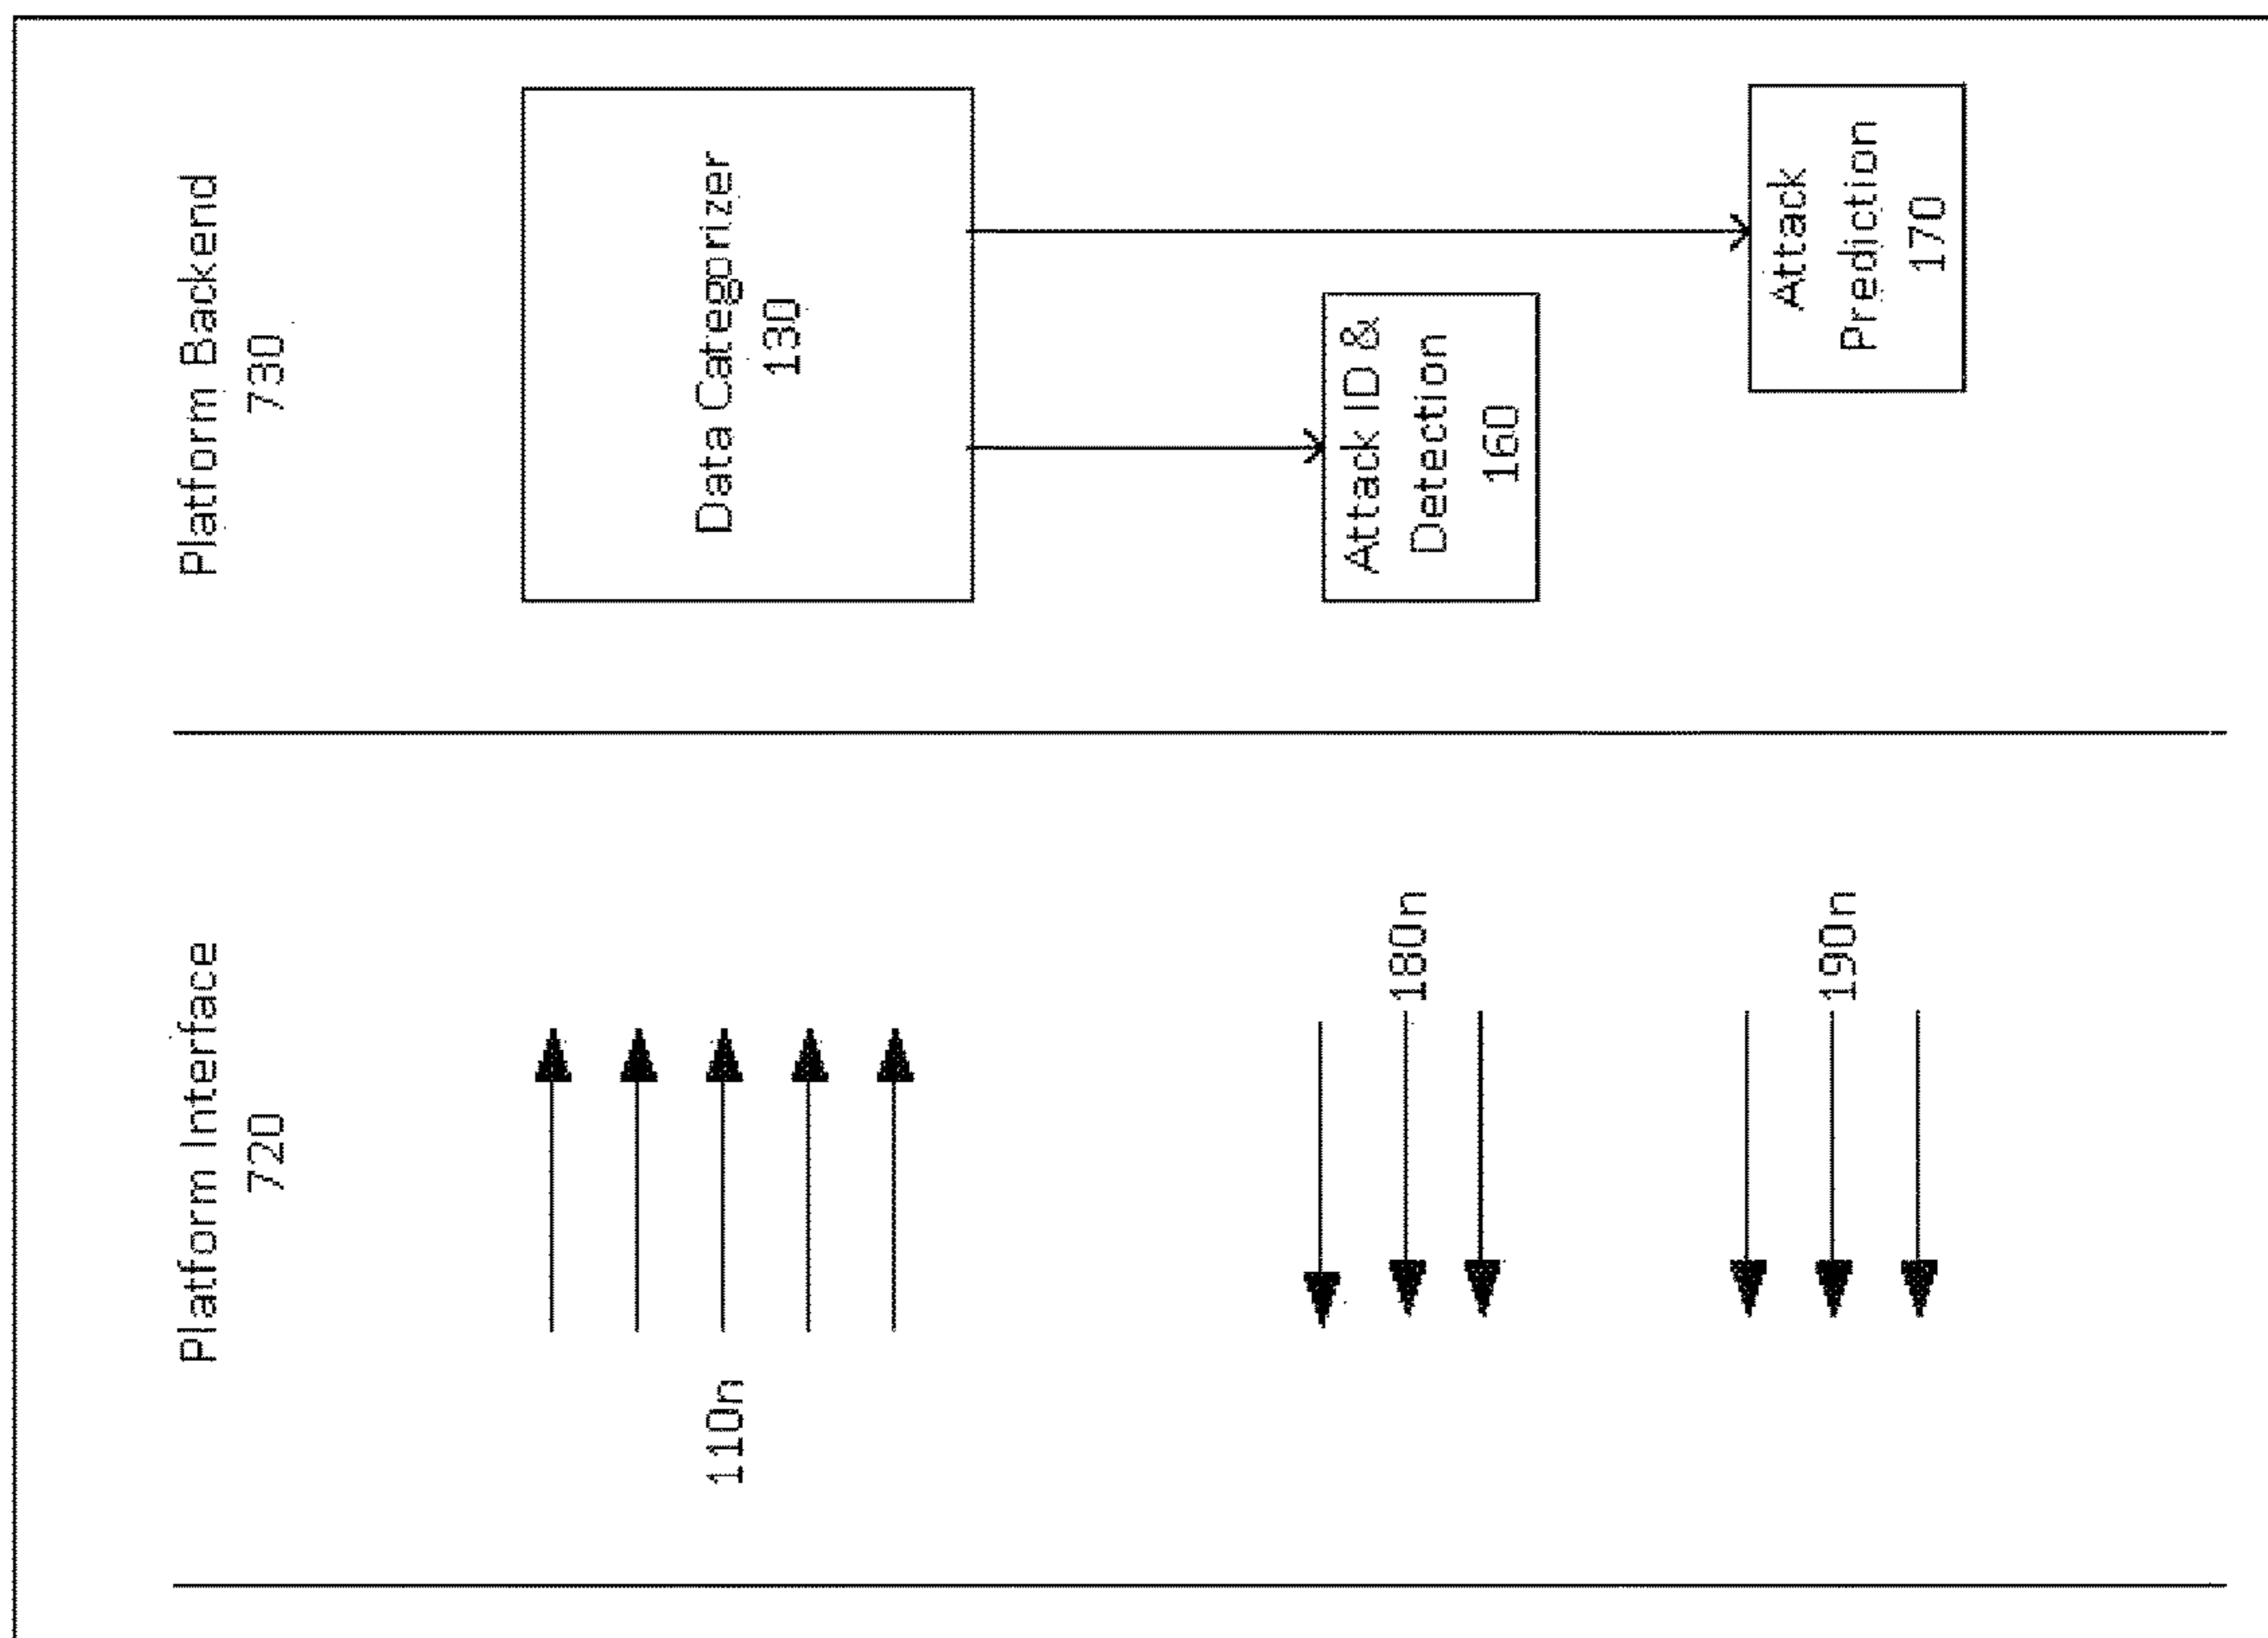 Platform Interface
720
Platform Backend
730
110n
Data Categorizer
130
180n
Attack ID &
Detection
160
190n
Attack
Prediction
170